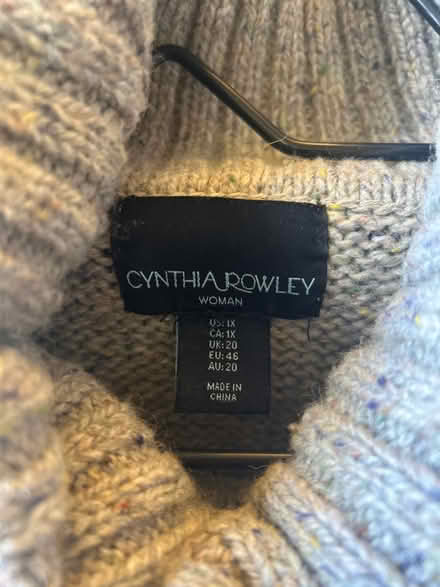 CYNTHIA ROWLEY
WOMAN
US: 1X
CA: 1X
UK: 20
EU: 46
AU: 20
MADE IN
CHINA